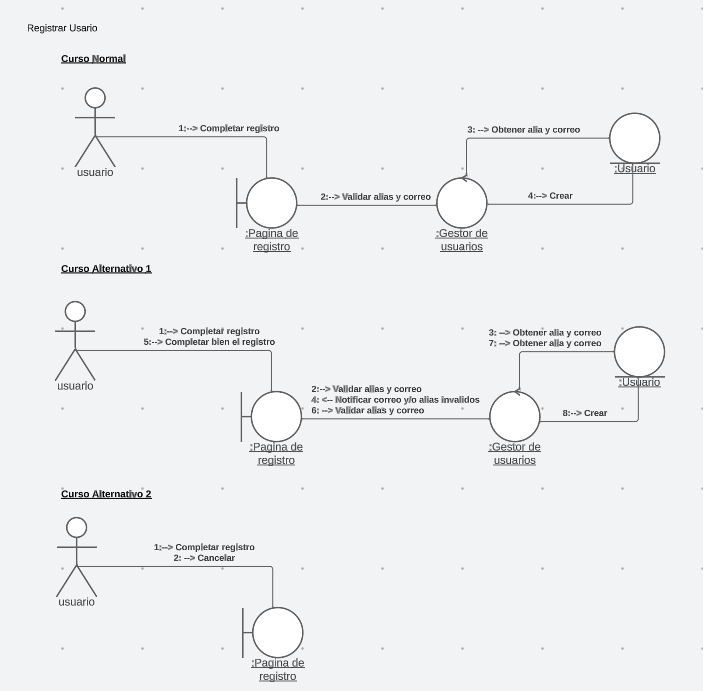 Registrar Usario
Curso Normal
1:--> Completar registro
3: --> Obtener alia y correo
usuario
:Usuario
2:--> Validar alias y correo
4:--> Crear
:Pagina de
registro
:Gestor de
usuarios
Curso Alternativo 1
1:--> Completar registro
5:--> Completar bien el registro
3: --> Obtener alia y correo
7: --> Obtener alia y correo
usuario
:Usuario
2:--> Validar alias y correo
4: <-- Notificar correo y/o alias invalidos
6: --> Validar alias y correo
8:--> Crear
:Pagina de
registro
:Gestor de
usuarios
Curso Alternativo 2
1:--> Completar registro
2: --> Cancelar
usuario
:Pagina de
registro